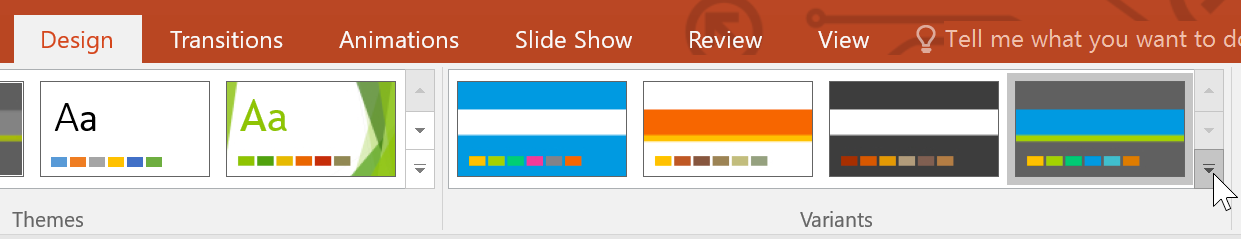 Design Transitions Animations Slide Show Review View Tell me what you want to do
Aa Aa
Themes Variants